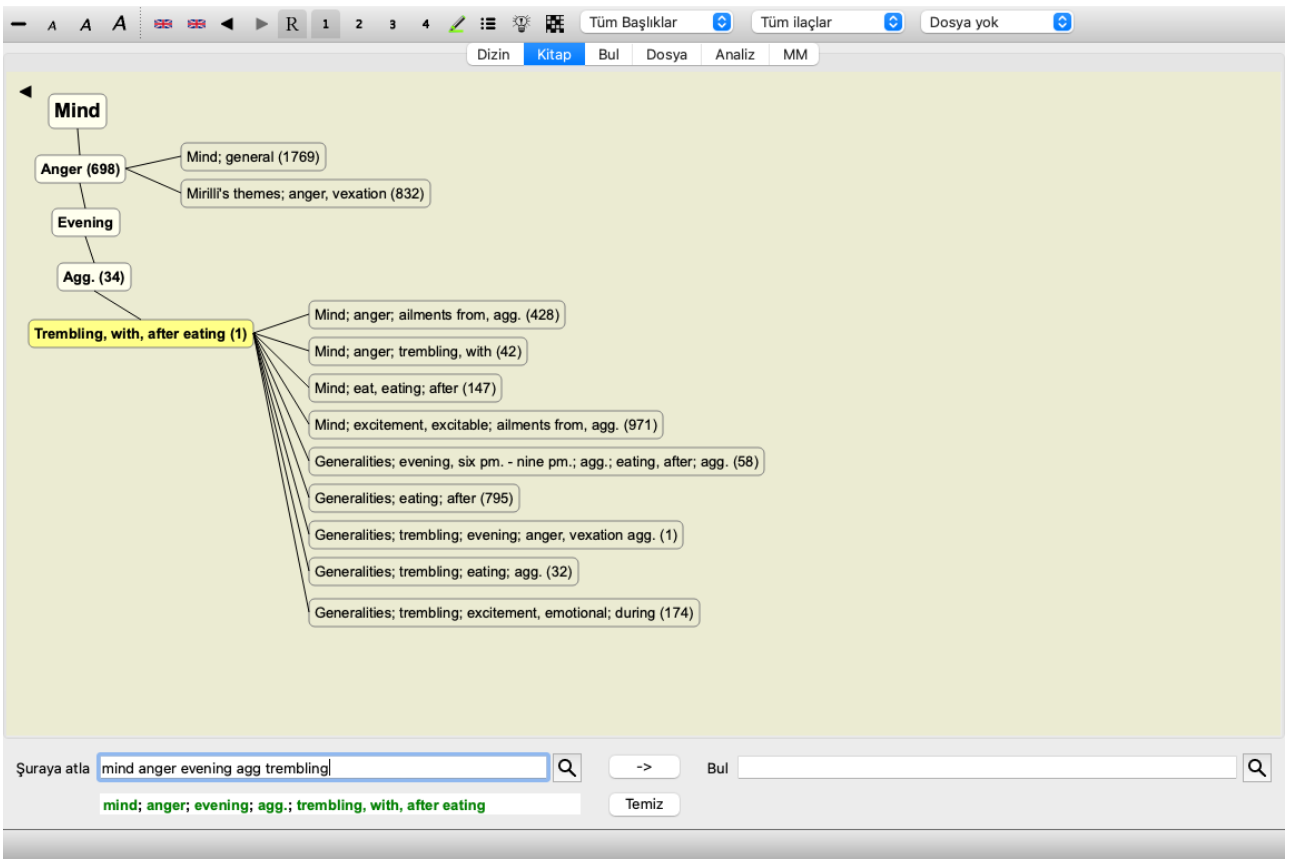 A A A R 1 2 3 4 Tüm Başlıklar Tüm ilaçlar Dosya yok
Dizin Kitap Bul Dosya Analiz MM
Mind
Mind; general (1769)
Anger (698)
Mirilli's themes; anger, vexation (832)
Evening
Agg. (34)
Mind; anger; ailments from, agg. (428)
Trembling, with, after eating (1)
Mind; anger; trembling, with (42)
Mind; eat, eating; after (147)
Mind; excitement, excitable; ailments from, agg. (971)
Generalities; evening, six pm. - nine pm.; agg.; eating, after; agg. (58)
Generalities; eating; after (795)
Generalities; trembling; evening; anger, vexation agg. (1)
Generalities; trembling; eating; agg. (32)
Generalities; trembling; excitement, emotional; during (174)
Şuraya atla mind anger evening agg trembling -> Bul
mind; anger; evening; agg.; trembling, with, after eating Temiz